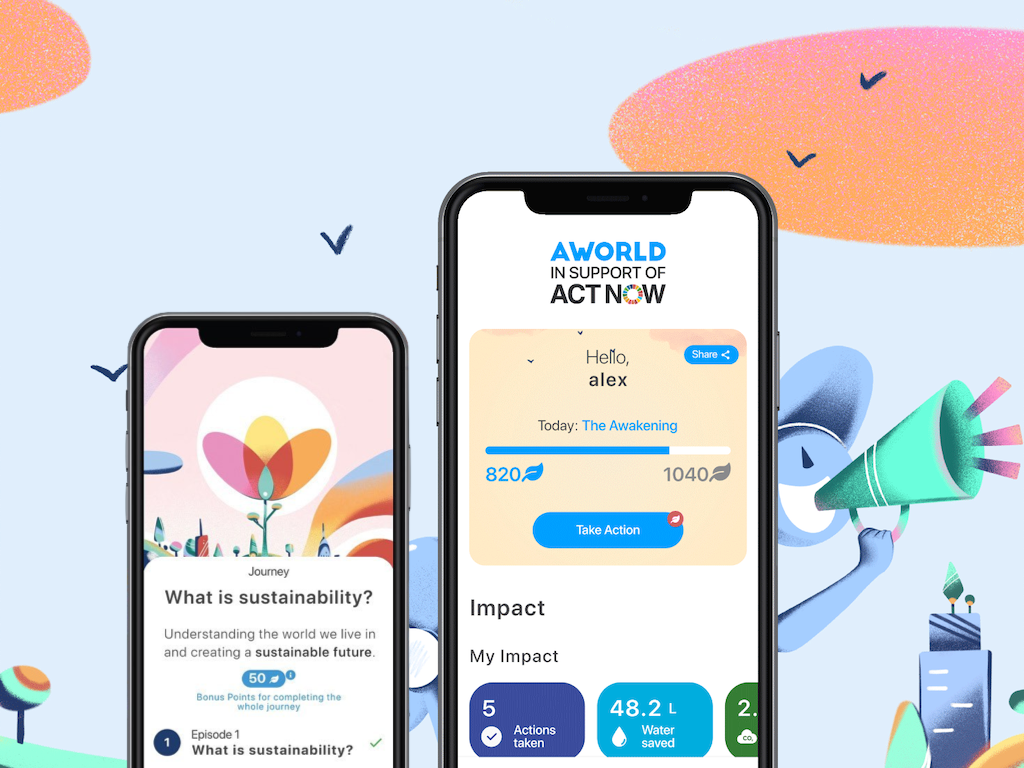 AWORLD
IN SUPPORT OF
ACT NOW
Hello,
alex
Share
Today: The Awakening
820
1040
Take Action
Impact
My Impact
5
Actions
taken
48.2 L
Water
saved
2.
CO₂
Journey
What is sustainability?
Understanding the world we live in
and creating a sustainable future.
50
Bonus Points for completing the
whole journey
1
Episode 1
What is sustainability?